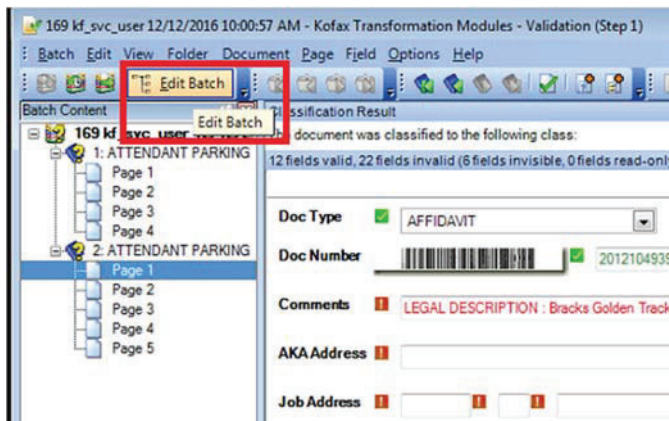 169 kf_svc_user 12/12/2016 10:00:57 AM - Kofax Transformation Modules - Validation (Step 1)
Batch Edit View Folder Document Page Field Options Help
Edit Batch
Batch Content
Edit Batch
ssification Result
169 kf_svc_user
document was classified to the following class:
1: ATTENDANT PARKING
12 fields valid, 22 fields invalid (6 fields invisible, 0 fields read-only
Page 1
Page 2
Page 3
Page 4
2: ATTENDANT PARKING
Page 1
Page 2
Page 3
Page 4
Page 5
Doc Type AFFIDAVIT
Doc Number 2012104939
Comments LEGAL DESCRIPTION : Bracks Golden Track
AKA Address
Job Address